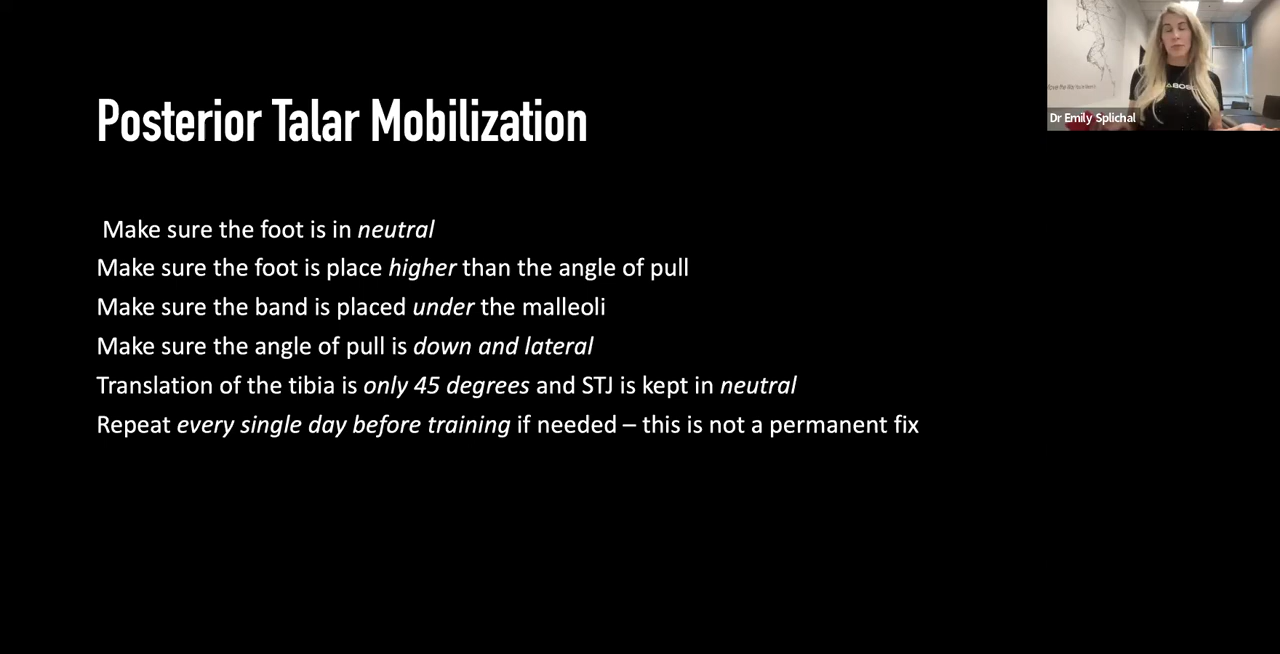 Posterior Talar Mobilization
Make sure the foot is in neutral
Make sure the foot is place higher than the angle of pull
Make sure the band is placed under the malleoli
Make sure the angle of pull is down and lateral
Translation of the tibia is only 45 degrees and STJ is kept in neutral
Repeat every single day before training if needed – this is not a permanent fix
Dr Emily Splichal